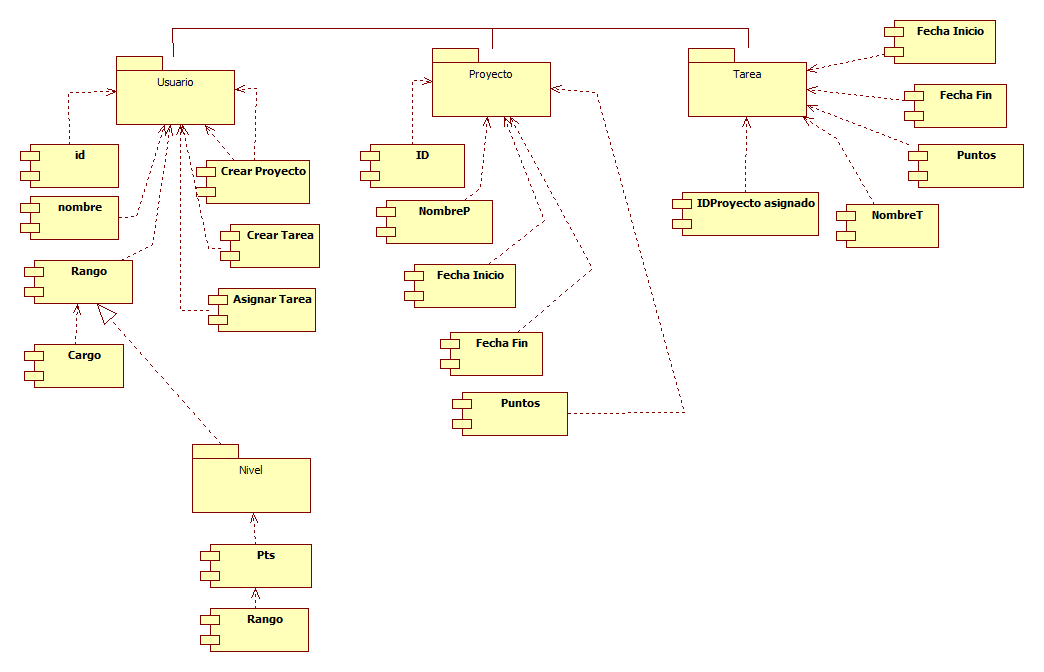 Usuario
id
nombre
Rango
Cargo
Crear Proyecto
Crear Tarea
Asignar Tarea
Nivel
Pts
Rango
Proyecto
ID
NombreP
Fecha Inicio
Fecha Fin
Puntos
Tarea
Fecha Inicio
Fecha Fin
Puntos
NombreT
IDProyecto asignado